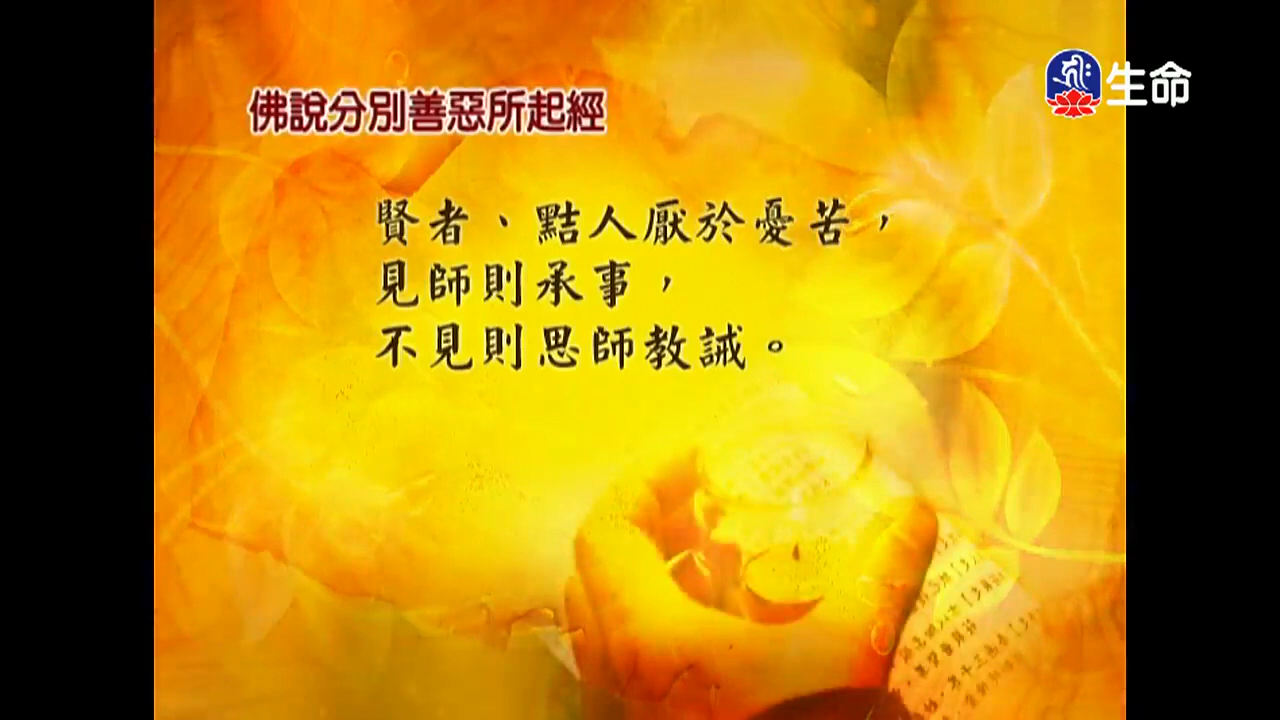 佛說分別善惡所起經
生命
賢者、黠人厭於憂苦，
見師則承事，
不見則思師教誡。